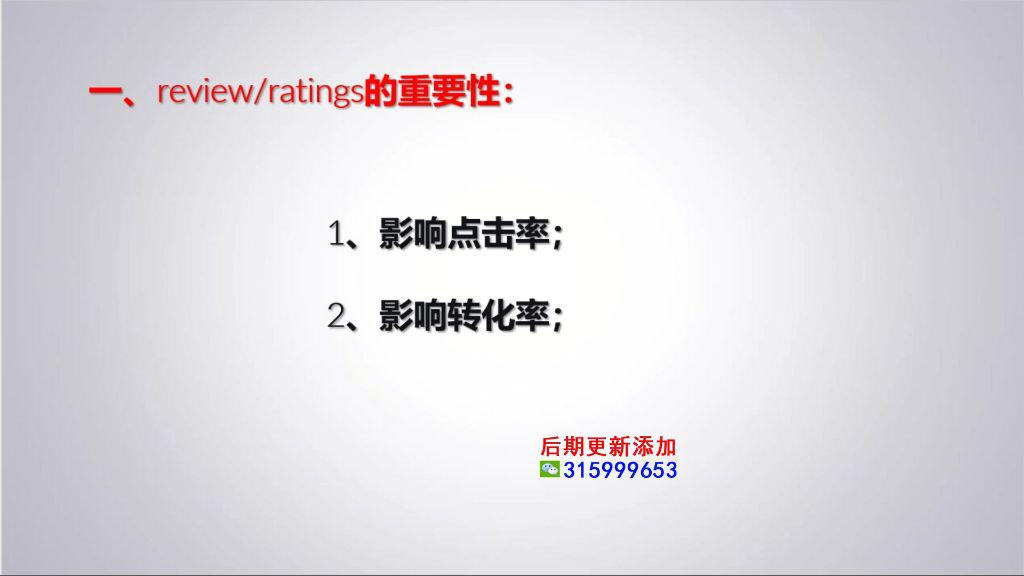 一、review/ratings的重要性：
1、影响点击率；
2、影响转化率；
后期更新添加
315999653